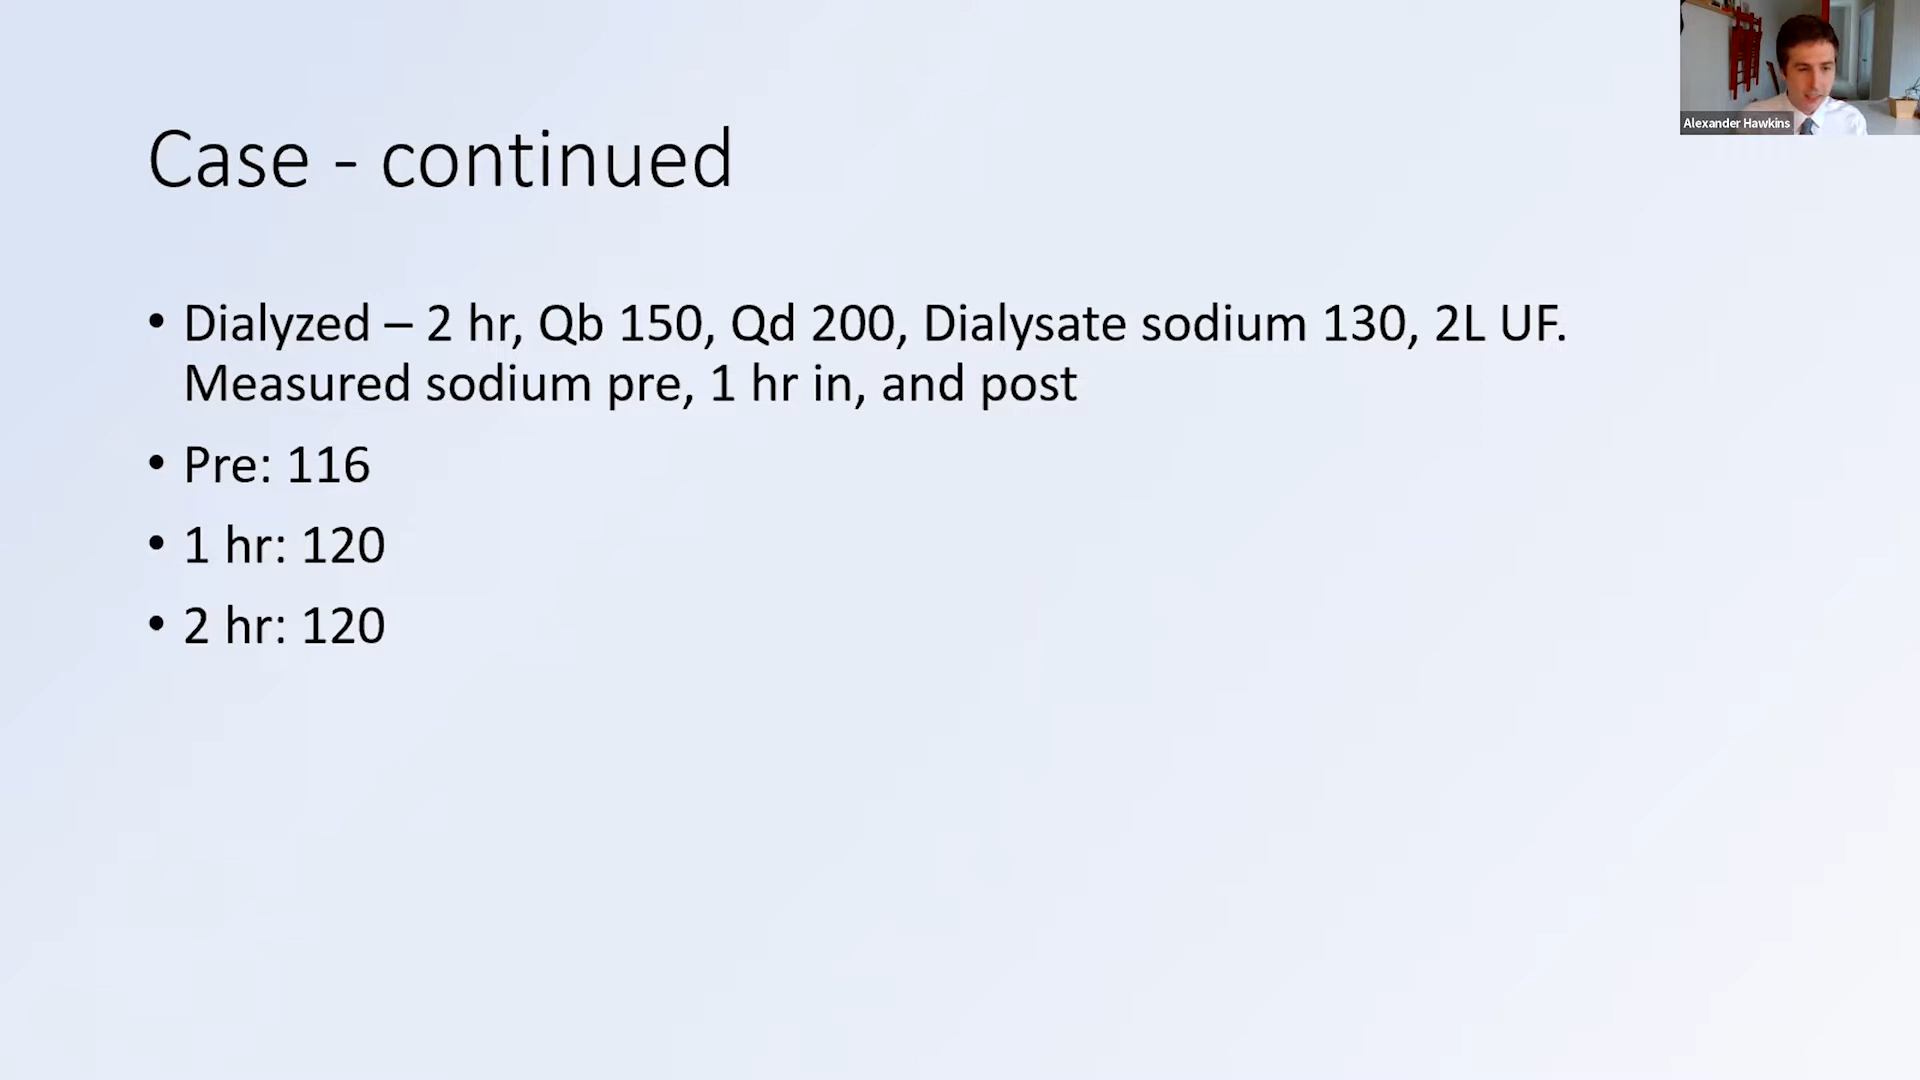 Alexander Hawkins
Case - continued
• Dialyzed – 2 hr, Qb 150, Qd 200, Dialysate sodium 130, 2L UF.
Measured sodium pre, 1 hr in, and post
• Pre: 116
• 1 hr: 120
• 2 hr: 120